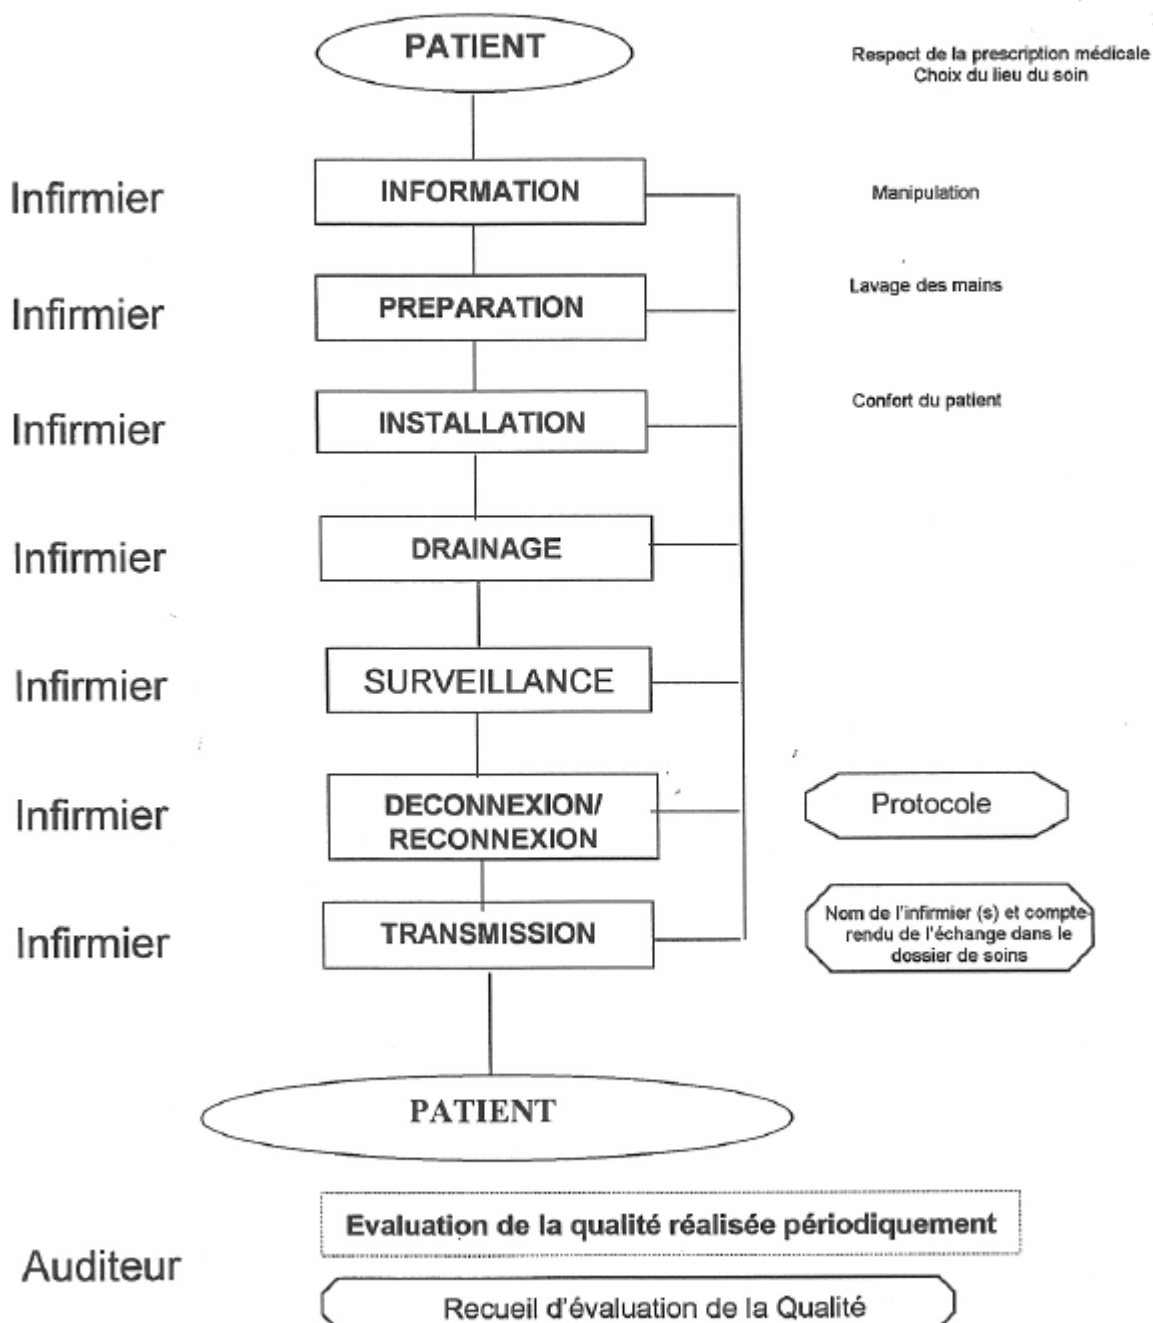 PATIENT
Respect de la prescription médicale
Choix du lieu du soin
Infirmier
INFORMATION
Manipulation
Infirmier
PREPARATION
Lavage des mains
Infirmier
INSTALLATION
Confort du patient
Infirmier
DRAINAGE
Infirmier
SURVEILLANCE
Infirmier
DECONNEXION/
RECONNEXION
Protocole
Infirmier
TRANSMISSION
Nom de l'infirmier (s) et compte-
rendu de l'échange dans le
dossier de soins
PATIENT
Auditeur
Evaluation de la qualité réalisée périodiquement
Recueil d'évaluation de la Qualité